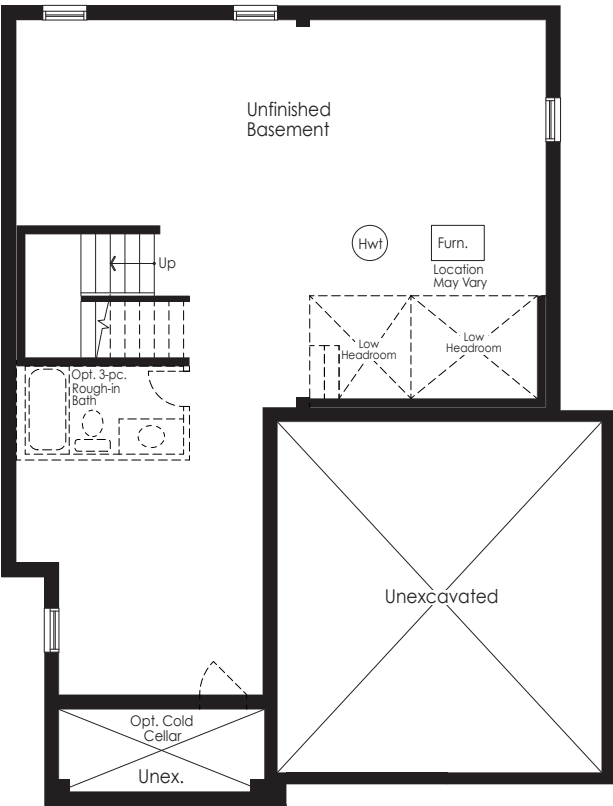 Unfinished
Basement
Hwt
Furn.
Location
May Vary
Up
Low
Headroom
Low
Headroom
Opt. 3-pc.
Rough-in
Bath
Unexcavated
Opt. Cold
Cellar
Unex.